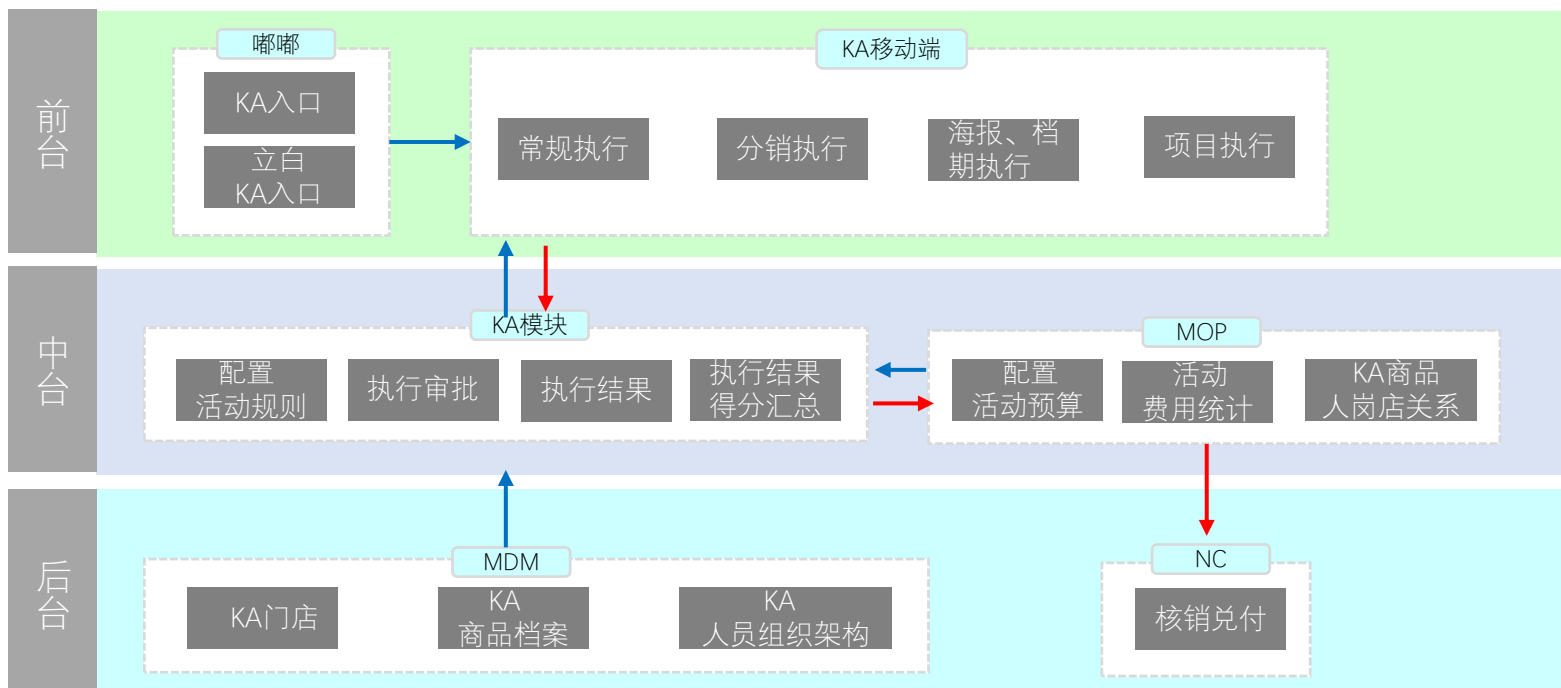 前
台
嘟嘟
KA入口
立白
KA入口
KA移动端
常规执行
分销执行
海报、档
期执行
项目执行
中
台
KA模块
配置
活动规则
执行审批
执行结果
执行结果
得分汇总
MOP
配置
活动预算
活动
费用统计
KA商品
人岗店关系
后
台
MDM
KA门店
KA
商品档案
KA
人员组织架构
NC
核销兑付